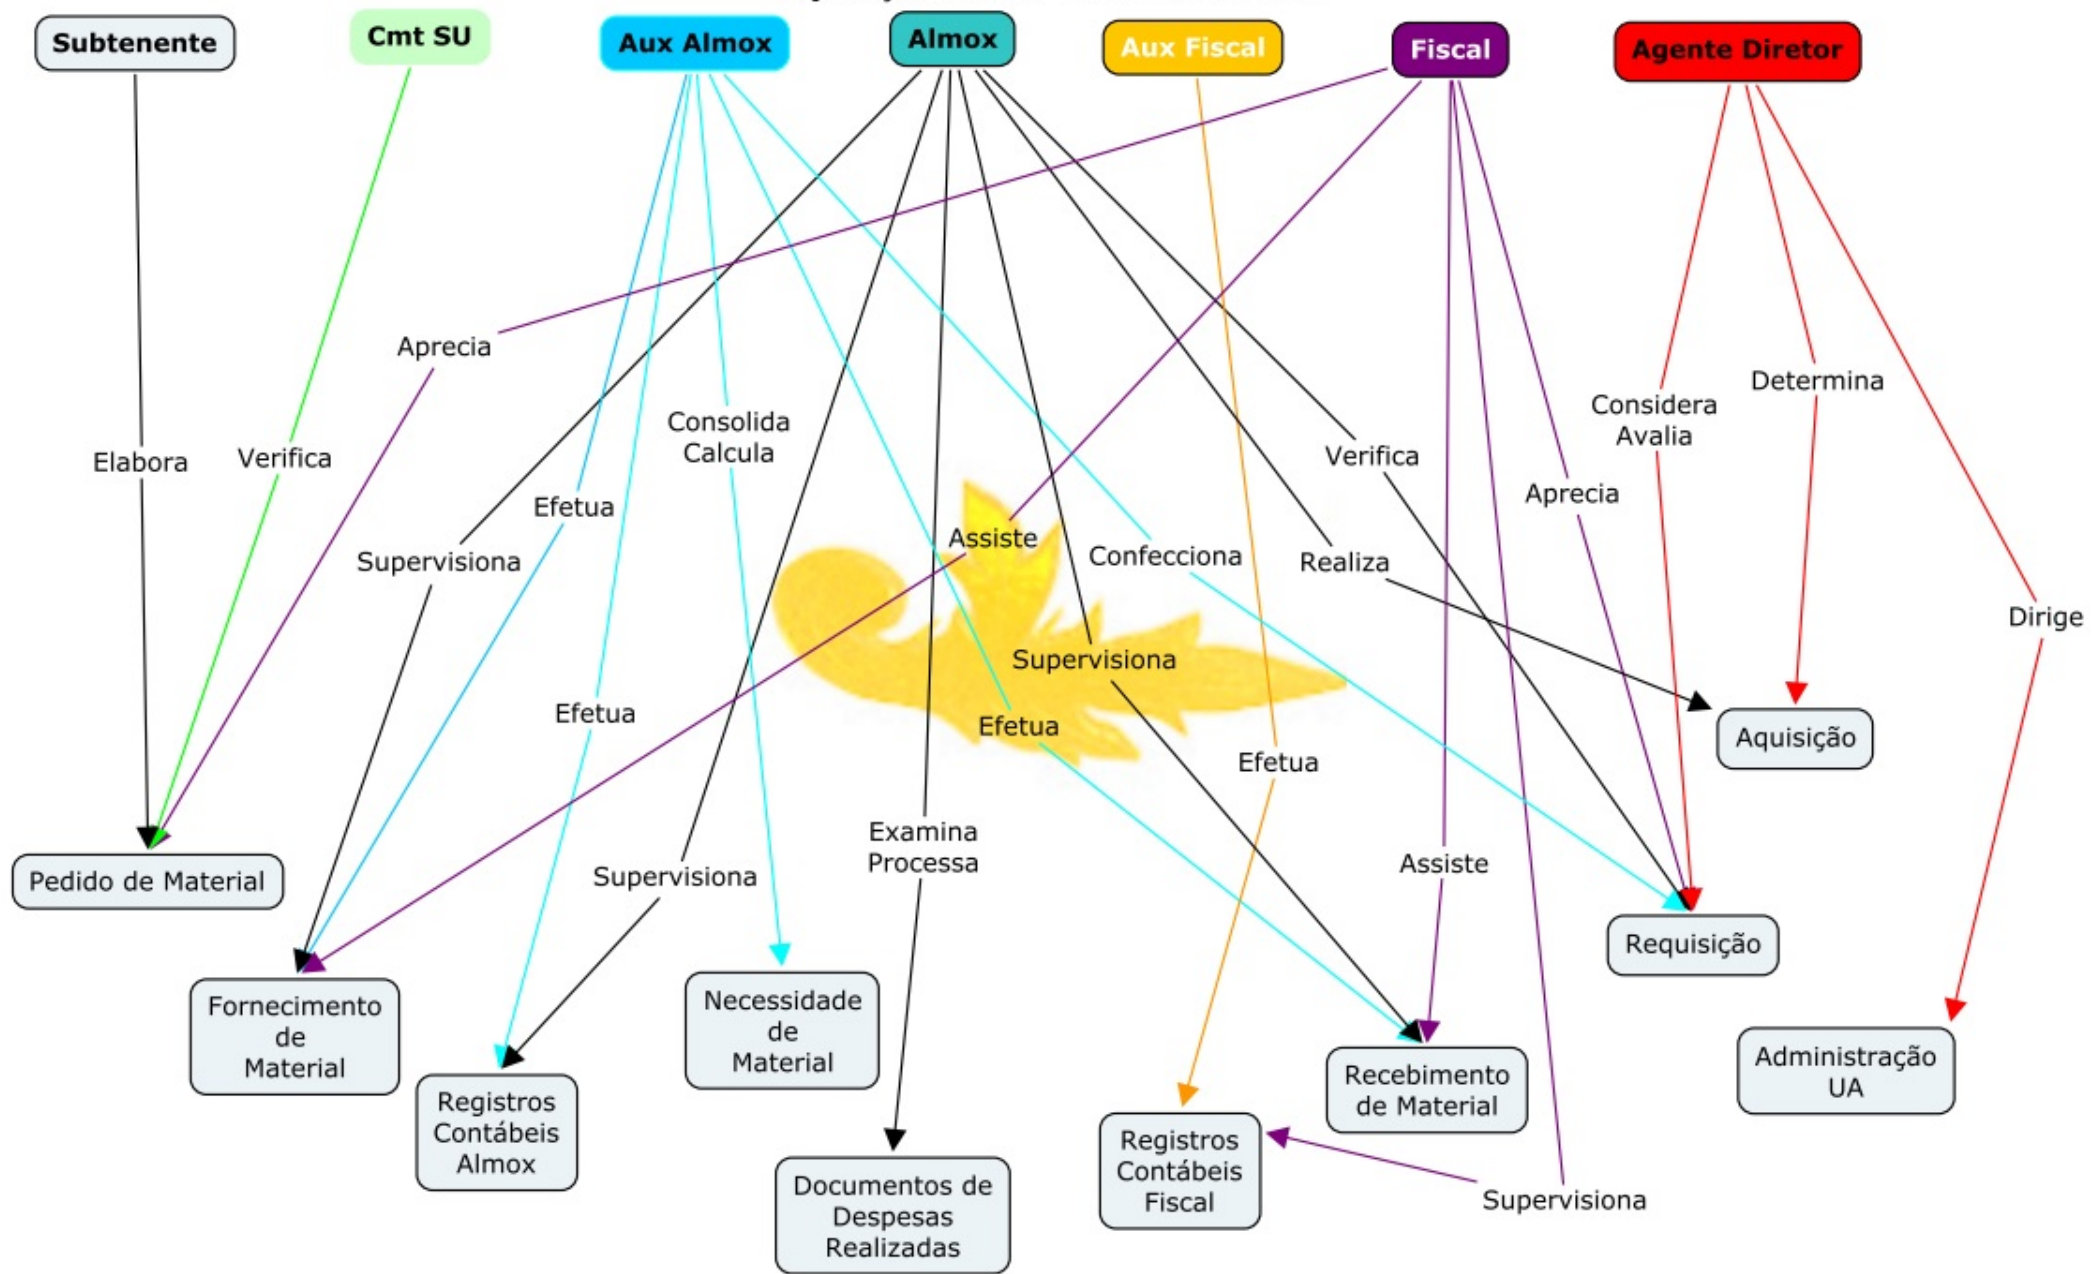 Subtenente
Cmt SU
Aux Almox
Almox
Aux Fiscal
Fiscal
Agente Diretor
Aprecia
Determina
Considera
Avalia
Consolida
Calcula
Elabora
Verifica
Verifica
Aprecia
Efetua
Supervisiona
Assiste
Confecciona
Realiza
Dirige
Supervisiona
Efetua
Efetua
Efetua
Aquisição
Examina
Processa
Supervisiona
Assiste
Pedido de Material
Requisição
Fornecimento
de
Material
Necessidade
de
Material
Registros
Contábeis
Almox
Recebimento
de Material
Administração
UA
Registros
Contábeis
Fiscal
Supervisiona
Documentos de
Despesas
Realizadas